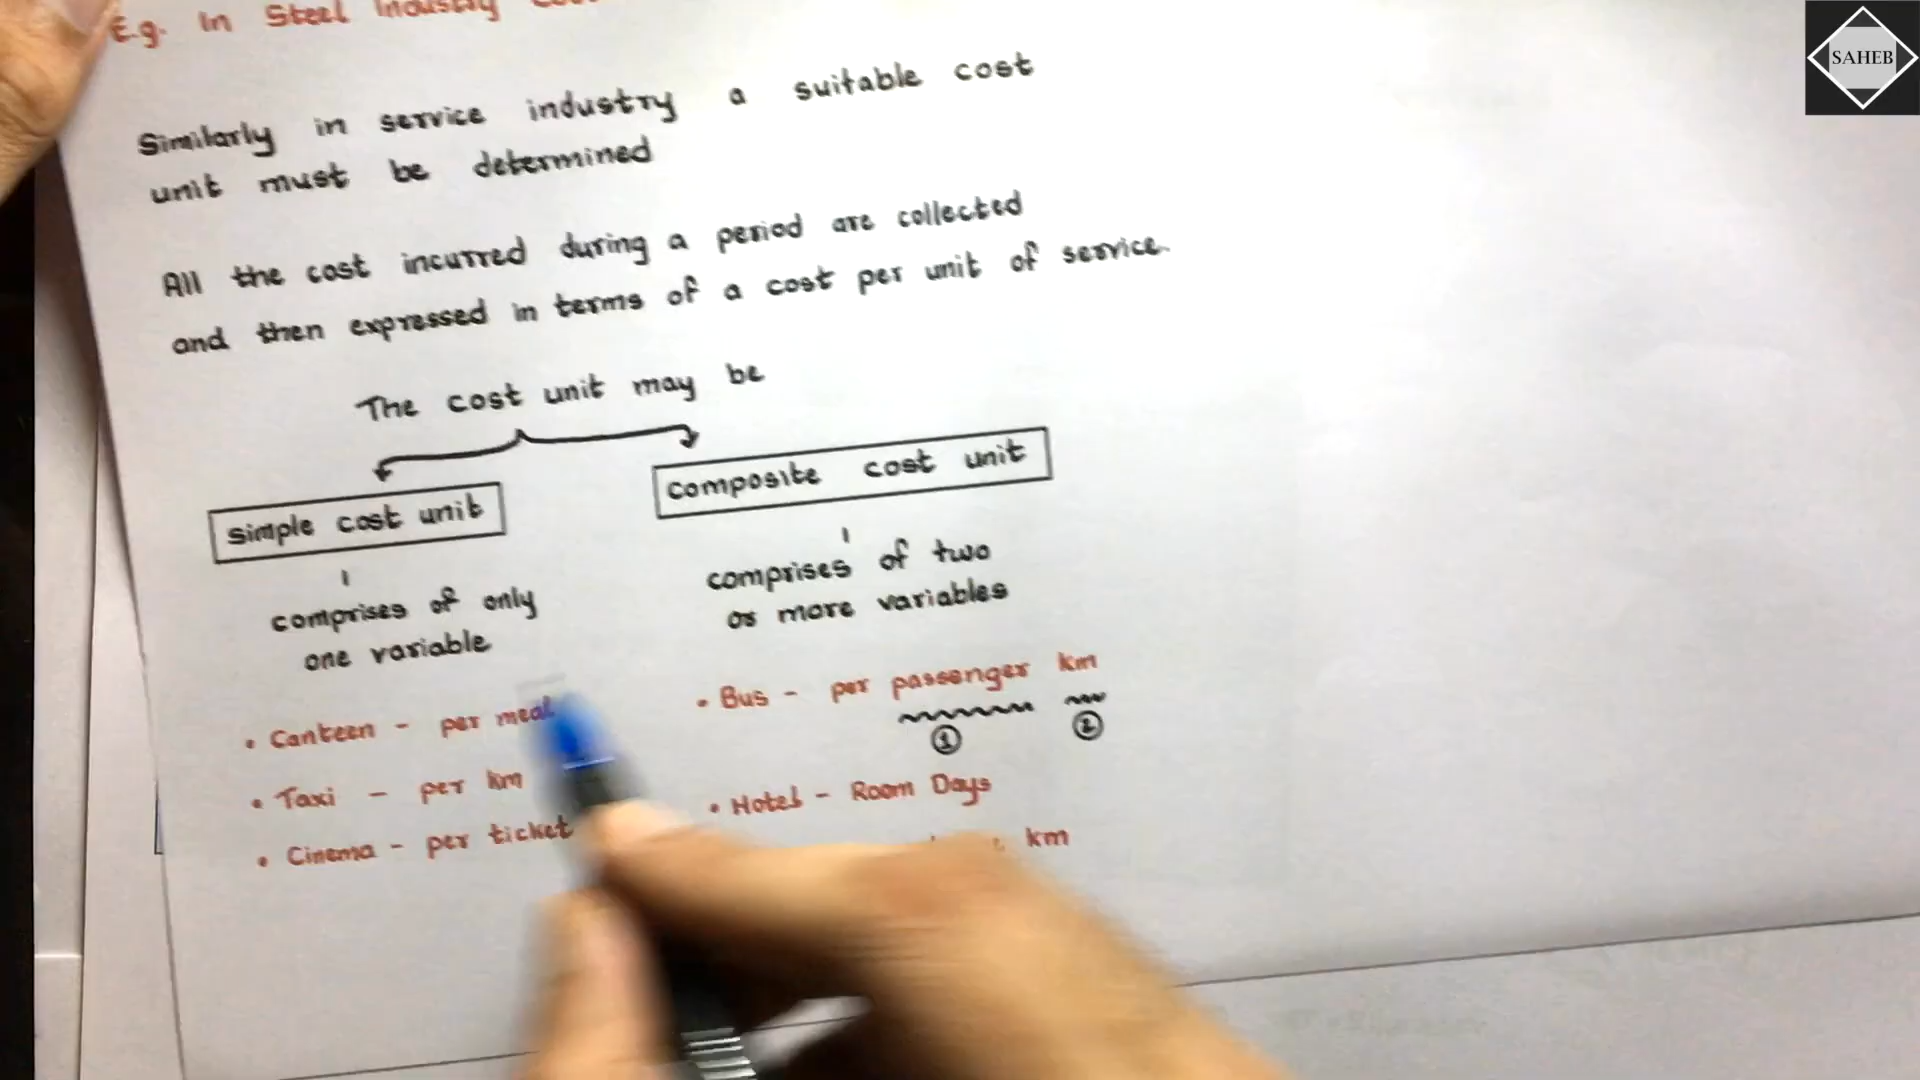 E.g. In Steel Industry
Similarly in service industry a suitable cost
unit must be determined
All the cost incurred during a period are collected
and then expressed in terms of a cost per unit of service.
The cost unit may be
simple cost unit
comprises of only
one variable
• Canteen - per meal
• Taxi - per km
• Cinema - per ticket
composite cost unit
comprises of two
or more variables
• Bus - per passenger km
① ②
• Hotel - Room Days
km
SAHEB